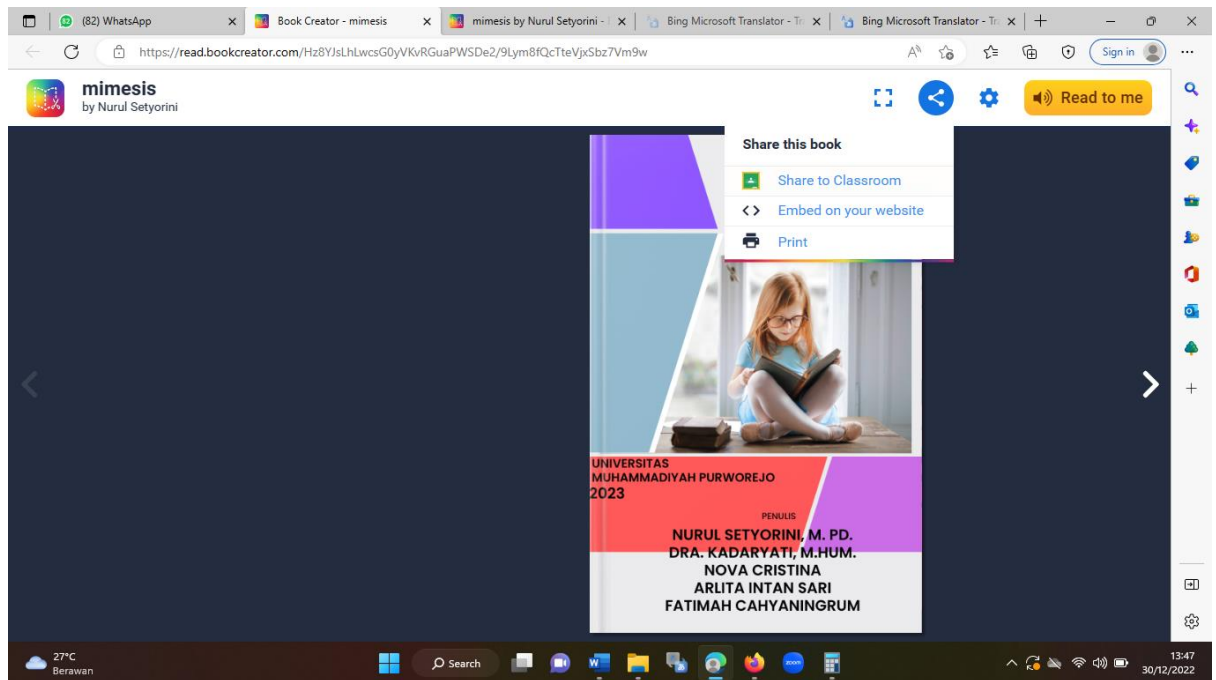 (82) WhatsApp
Book Creator - mimesis
mimesis by Nurul Setyorini -
Bing Microsoft Translator - Tr
Bing Microsoft Translator - Tr
https://read.bookcreator.com/Hz8YJsLhLwcsG0yVKvRGuaPWSDe2/9Lym8fQcTteVjxSbz7Vm9w
Sign in
mimesis
by Nurul Setyorini
Read to me
Share this book
Share to Classroom
Embed on your website
Print
UNIVERSITAS
MUHAMMADIYAH PURWOREJO
2023
PENULIS
NURUL SETYORINI, M. PD.
DRA. KADARYATI, M.HUM.
NOVA CRISTINA
ARLITA INTAN SARI
FATIMAH CAHYANINGRUM
27°C
Berawan
Search
zoom
13:47
30/12/2022